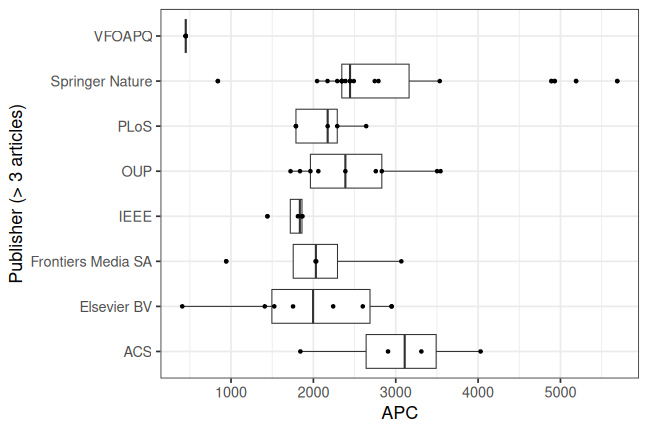 Publisher (> 3 articles)
VFOAPQ
Springer Nature
PLoS
OUP
IEEE
Frontiers Media SA
Elsevier BV
ACS
1000 2000 3000 4000 5000
APC